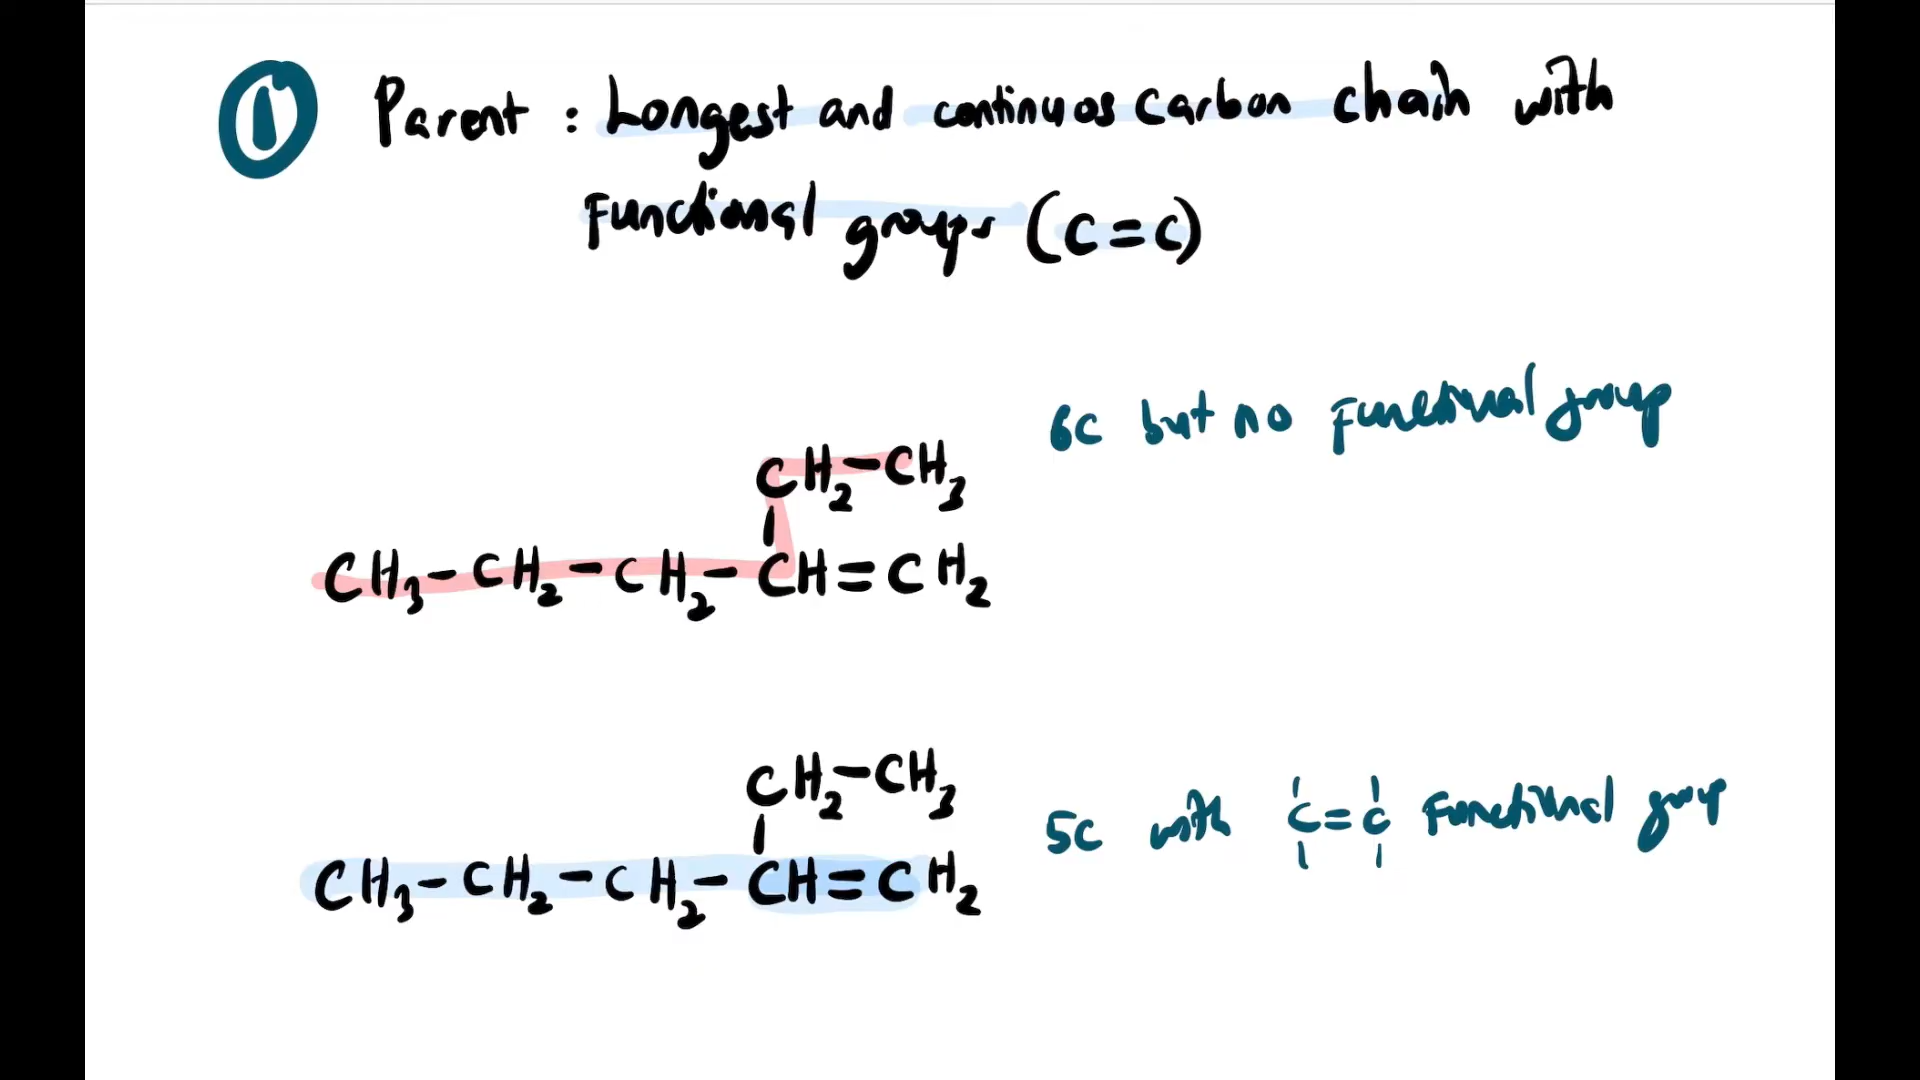 1 Parent : Longest and continuos carbon chain with
Functional groups (C=C)
6C but no Functional group
CH₂-CH₃
CH₃-CH₂-CH₂-CH=CH₂
CH₂-CH₃
5C with C=C Functional group
CH₃-CH₂-CH₂-CH=CH₂